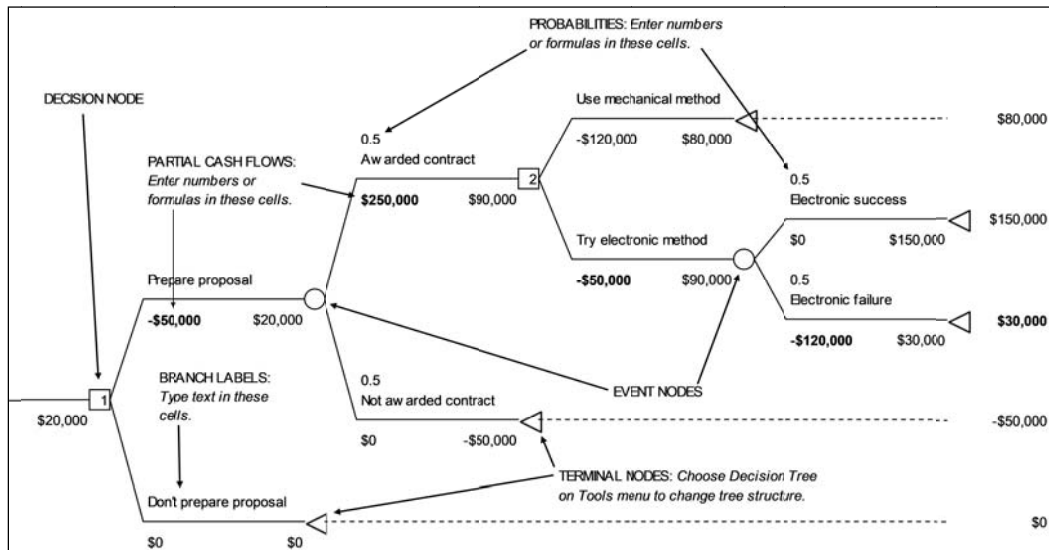 PROBABILITIES: Enter numbers
or formulas in these cells.
DECISION NODE
Use mechanical method
$80,000
0.5
-$120,000 $80,000
Awarded contract
PARTIAL CASH FLOWS:
Enter numbers or
formulas in these cells.
0.5
Electronic success
$250,000 $90,000
2
$150,000
Try electronic method
$0 $150,000
Prepare proposal
-$50,000 $90,000
0.5
Electronic failure
-$50,000 $20,000
$30,000
-$120,000 $30,000
BRANCH LABELS:
Type text in these
cells.
0.5
Not awarded contract
EVENT NODES
1
$20,000
-$50,000
$0 -$50,000
TERMINAL NODES: Choose Decision Tree
on Tools menu to change tree structure.
Don't prepare proposal
$0
$0 $0